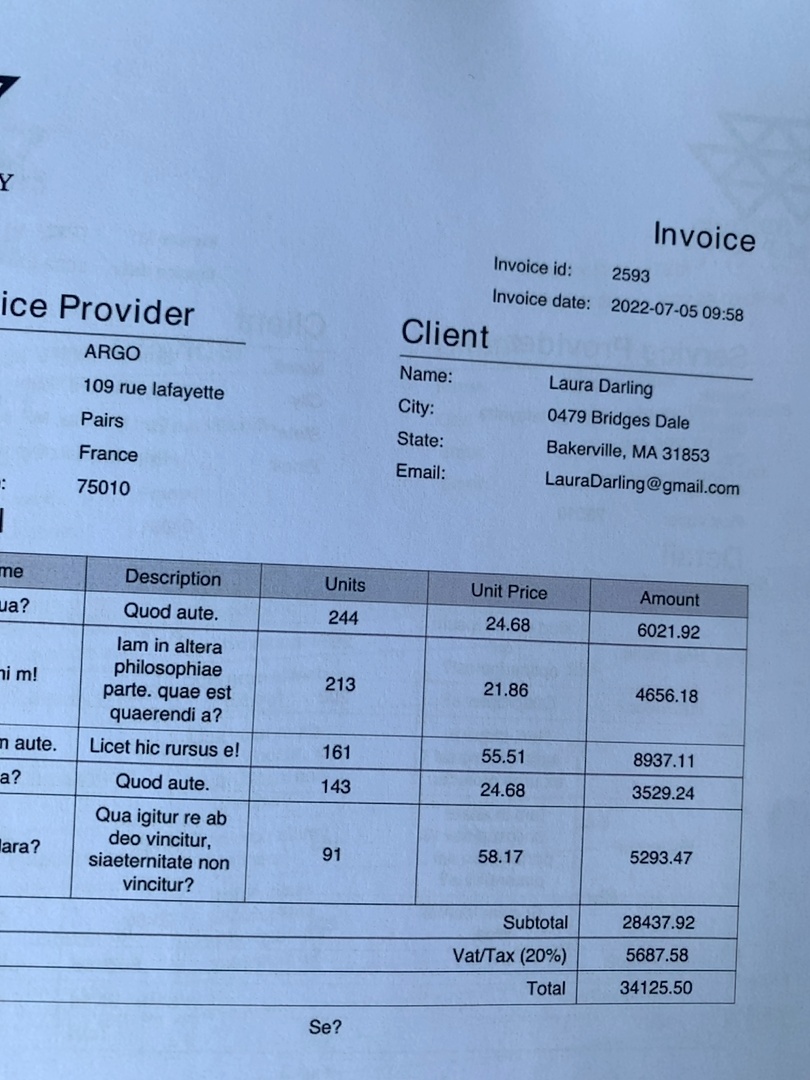 Y
Invoice
Invoice id: 2593
Invoice date: 2022-07-05 09:58
ice Provider
ARGO
109 rue lafayette
Pairs
France
: 75010
Client
Name: Laura Darling
City: 0479 Bridges Dale
State: Bakerville, MA 31853
Email: LauraDarling@gmail.com
me Description Units Unit Price Amount
ua? Quod aute. 244 24.68 6021.92
ni m! Iam in altera
philosophiae
parte. quae est
quaerendi a? 213 21.86 4656.18
n aute. Licet hic rursus e! 161 55.51 8937.11
a? Quod aute. 143 24.68 3529.24
lara? Qua igitur re ab
deo vincitur,
siaeternitate non
vincitur? 91 58.17 5293.47
Subtotal 28437.92
Vat/Tax (20%) 5687.58
Total 34125.50
Se?